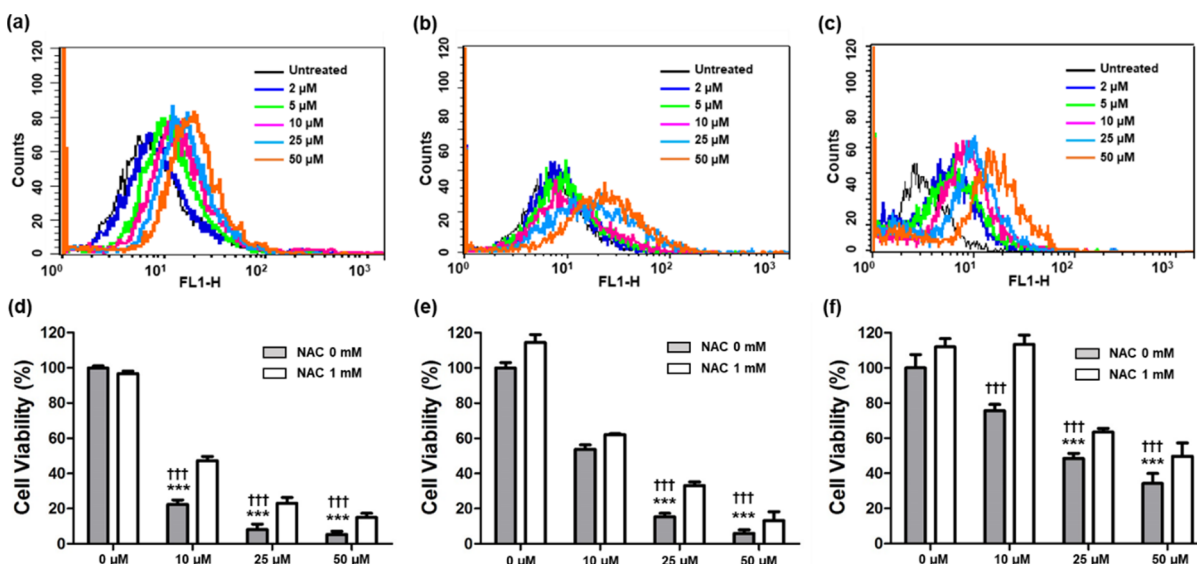 (a)
120
100
80
60
40
20
0
Counts
Untreated
2 µM
5 µM
10 µM
25 µM
50 µM
10⁰ 10¹ 10² 10³
FL1-H
(b)
120
100
80
60
40
20
0
Counts
Untreated
2 µM
5 µM
10 µM
25 µM
50 µM
10⁰ 10¹ 10² 10³
FL1-H
(c)
120
100
80
60
40
20
0
Counts
Untreated
2 µM
5 µM
10 µM
25 µM
50 µM
10⁰ 10¹ 10² 10³
FL1-H
(d)
120
100
80
60
40
20
0
Cell Viability (%)
NAC 0 mM
NAC 1 mM
††† ††† †††
*** *** ***
0 µM 10 µM 25 µM 50 µM
(e)
120
100
80
60
40
20
0
Cell Viability (%)
NAC 0 mM
NAC 1 mM
††† †††
*** ***
0 µM 10 µM 25 µM 50 µM
(f)
120
100
80
60
40
20
0
Cell Viability (%)
NAC 0 mM
NAC 1 mM
††† ††† †††
*** ***
0 µM 10 µM 25 µM 50 µM